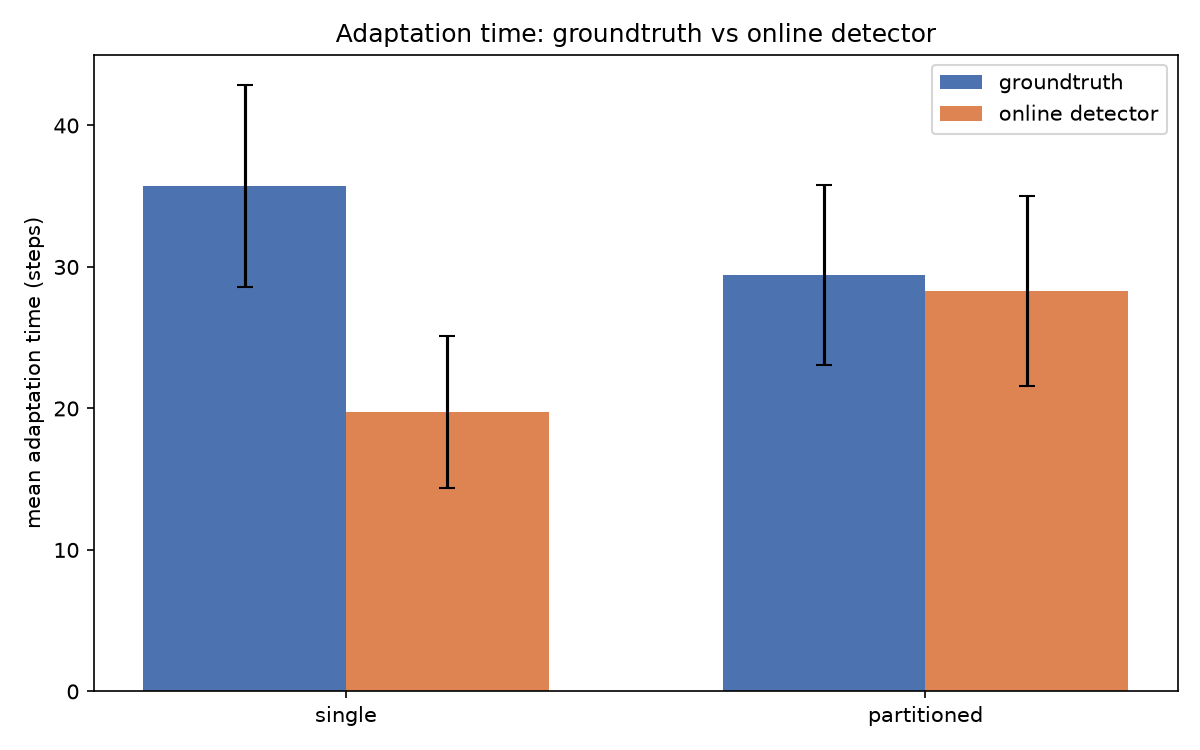 Adaptation time: groundtruth vs online detector
groundtruth
online detector
mean adaptation time (steps)
40
30
20
10
0
single
partitioned